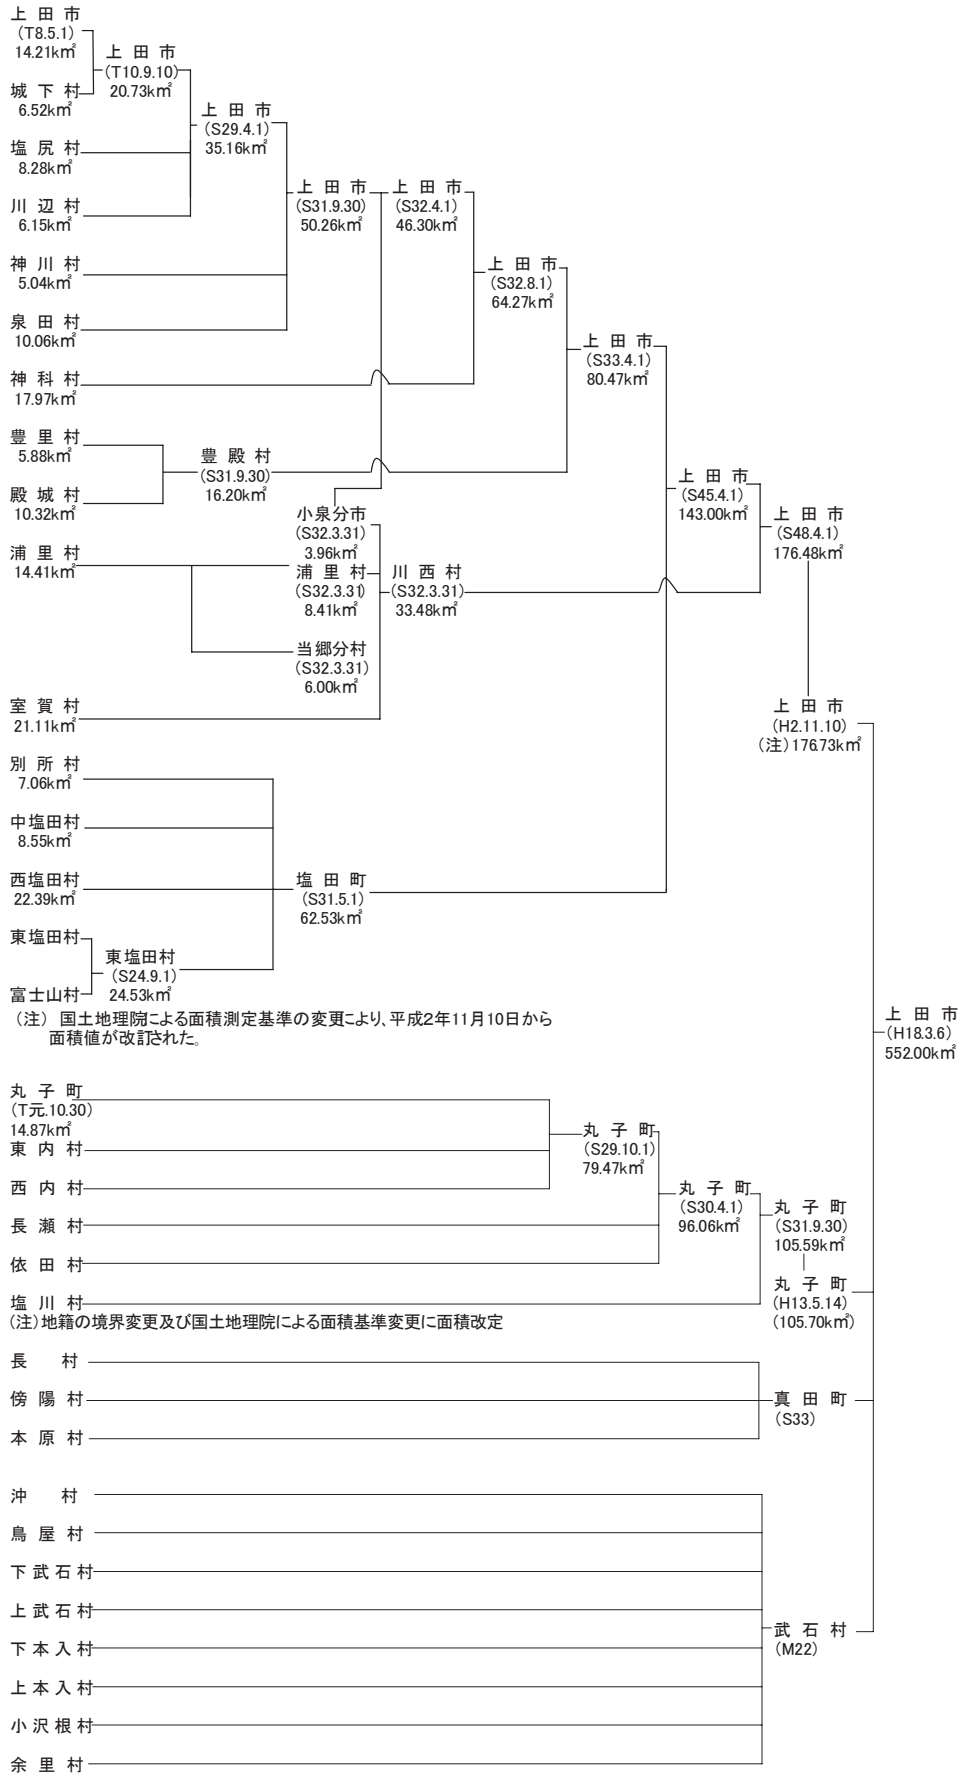 上田市
(T8.5.1)
14.21k㎡
上田市
(T10.9.10)
20.73k㎡
城下村
6.52k㎡
上田市
(S29.4.1)
35.16k㎡
塩尻村
8.28k㎡
川辺村
6.15k㎡
上田市
(S31.9.30)
50.26k㎡
上田市
(S32.4.1)
46.30k㎡
神川村
5.04k㎡
上田市
(S32.8.1)
64.27k㎡
泉田村
10.06k㎡
上田市
(S33.4.1)
80.47k㎡
神科村
17.97k㎡
豊里村
5.88k㎡
豊殿村
(S31.9.30)
16.20k㎡
殿城村
10.32k㎡
上田市
(S45.4.1)
143.00k㎡
小泉分市
(S32.3.31)
3.96k㎡
上田市
(S48.4.1)
176.48k㎡
浦里村
14.41k㎡
浦里村
(S32.3.31)
8.41k㎡
川西村
(S32.3.31)
33.48k㎡
当郷分村
(S32.3.31)
6.00k㎡
室賀村
21.11k㎡
上田市
(H2.11.10)
(注)176.73k㎡
別所村
7.06k㎡
中塩田村
8.55k㎡
西塩田村
22.39k㎡
塩田町
(S31.5.1)
62.53k㎡
東塩田村
東塩田村
(S24.9.1)
24.53k㎡
富士山村
(注) 国土地理院による面積測定基準の変更により、平成2年11月10日から
面積値が改訂された。
上田市
(H18.3.6)
552.00k㎡
丸子町
(T元.10.30)
14.87k㎡
東内村
丸子町
(S29.10.1)
79.47k㎡
西内村
丸子町
(S30.4.1)
96.06k㎡
長瀬村
丸子町
(S31.9.30)
105.59k㎡
依田村
丸子町
(H13.5.14)
(105.70k㎡)
塩川村
(注)地籍の境界変更及び国土地理院による面積基準変更に面積改定
長村
傍陽村
真田町
(S33)
本原村
沖村
鳥屋村
下武石村
上武石村
武石村
(M22)
下本入村
上本入村
小沢根村
余里村